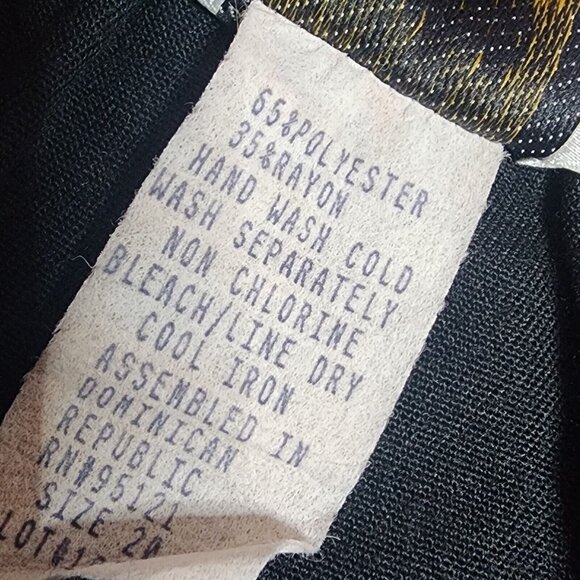 65%POLYESTER
35%RAYON
HAND WASH COLD
WASH SEPARATELY
NON CHLORINE
BLEACH/LINE DRY
COOL IRON
ASSEMBLED IN
DOMINICAN
REPUBLIC
RN#95121
SIZE 20